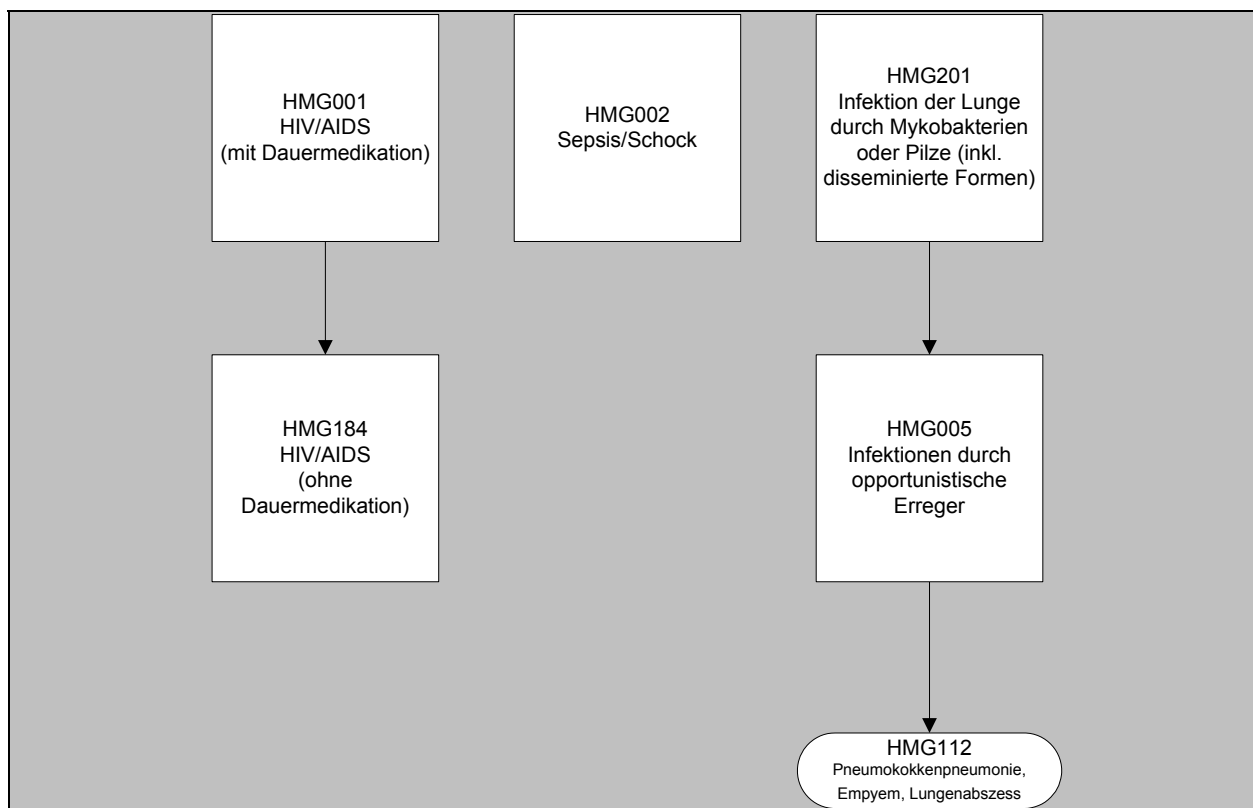 HMG001
HIV/AIDS
(mit Dauermedikation)
HMG002
Sepsis/Schock
HMG201
Infektion der Lunge
durch Mykobakterien
oder Pilze (inkl.
disseminierte Formen)
HMG184
HIV/AIDS
(ohne
Dauermedikation)
HMG005
Infektionen durch
opportunistische
Erreger
HMG112
Pneumokokkenpneumonie,
Empyem, Lungenabszess